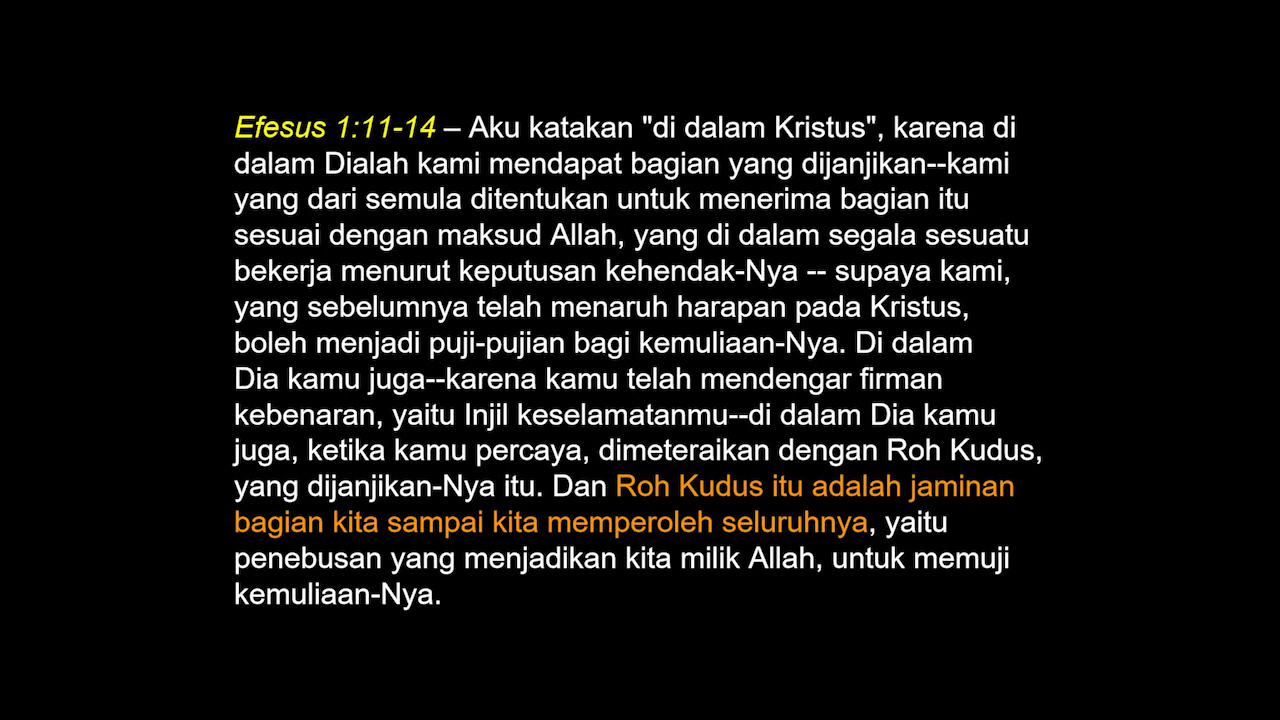 Efesus 1:11-14 – Aku katakan "di dalam Kristus", karena di
dalam Dialah kami mendapat bagian yang dijanjikan--kami
yang dari semula ditentukan untuk menerima bagian itu
sesuai dengan maksud Allah, yang di dalam segala sesuatu
bekerja menurut keputusan kehendak-Nya -- supaya kami,
yang sebelumnya telah menaruh harapan pada Kristus,
boleh menjadi puji-pujian bagi kemuliaan-Nya. Di dalam
Dia kamu juga--karena kamu telah mendengar firman
kebenaran, yaitu Injil keselamatanmu--di dalam Dia kamu
juga, ketika kamu percaya, dimeteraikan dengan Roh Kudus,
yang dijanjikan-Nya itu. Dan Roh Kudus itu adalah jaminan
bagian kita sampai kita memperoleh seluruhnya, yaitu
penebusan yang menjadikan kita milik Allah, untuk memuji
kemuliaan-Nya.